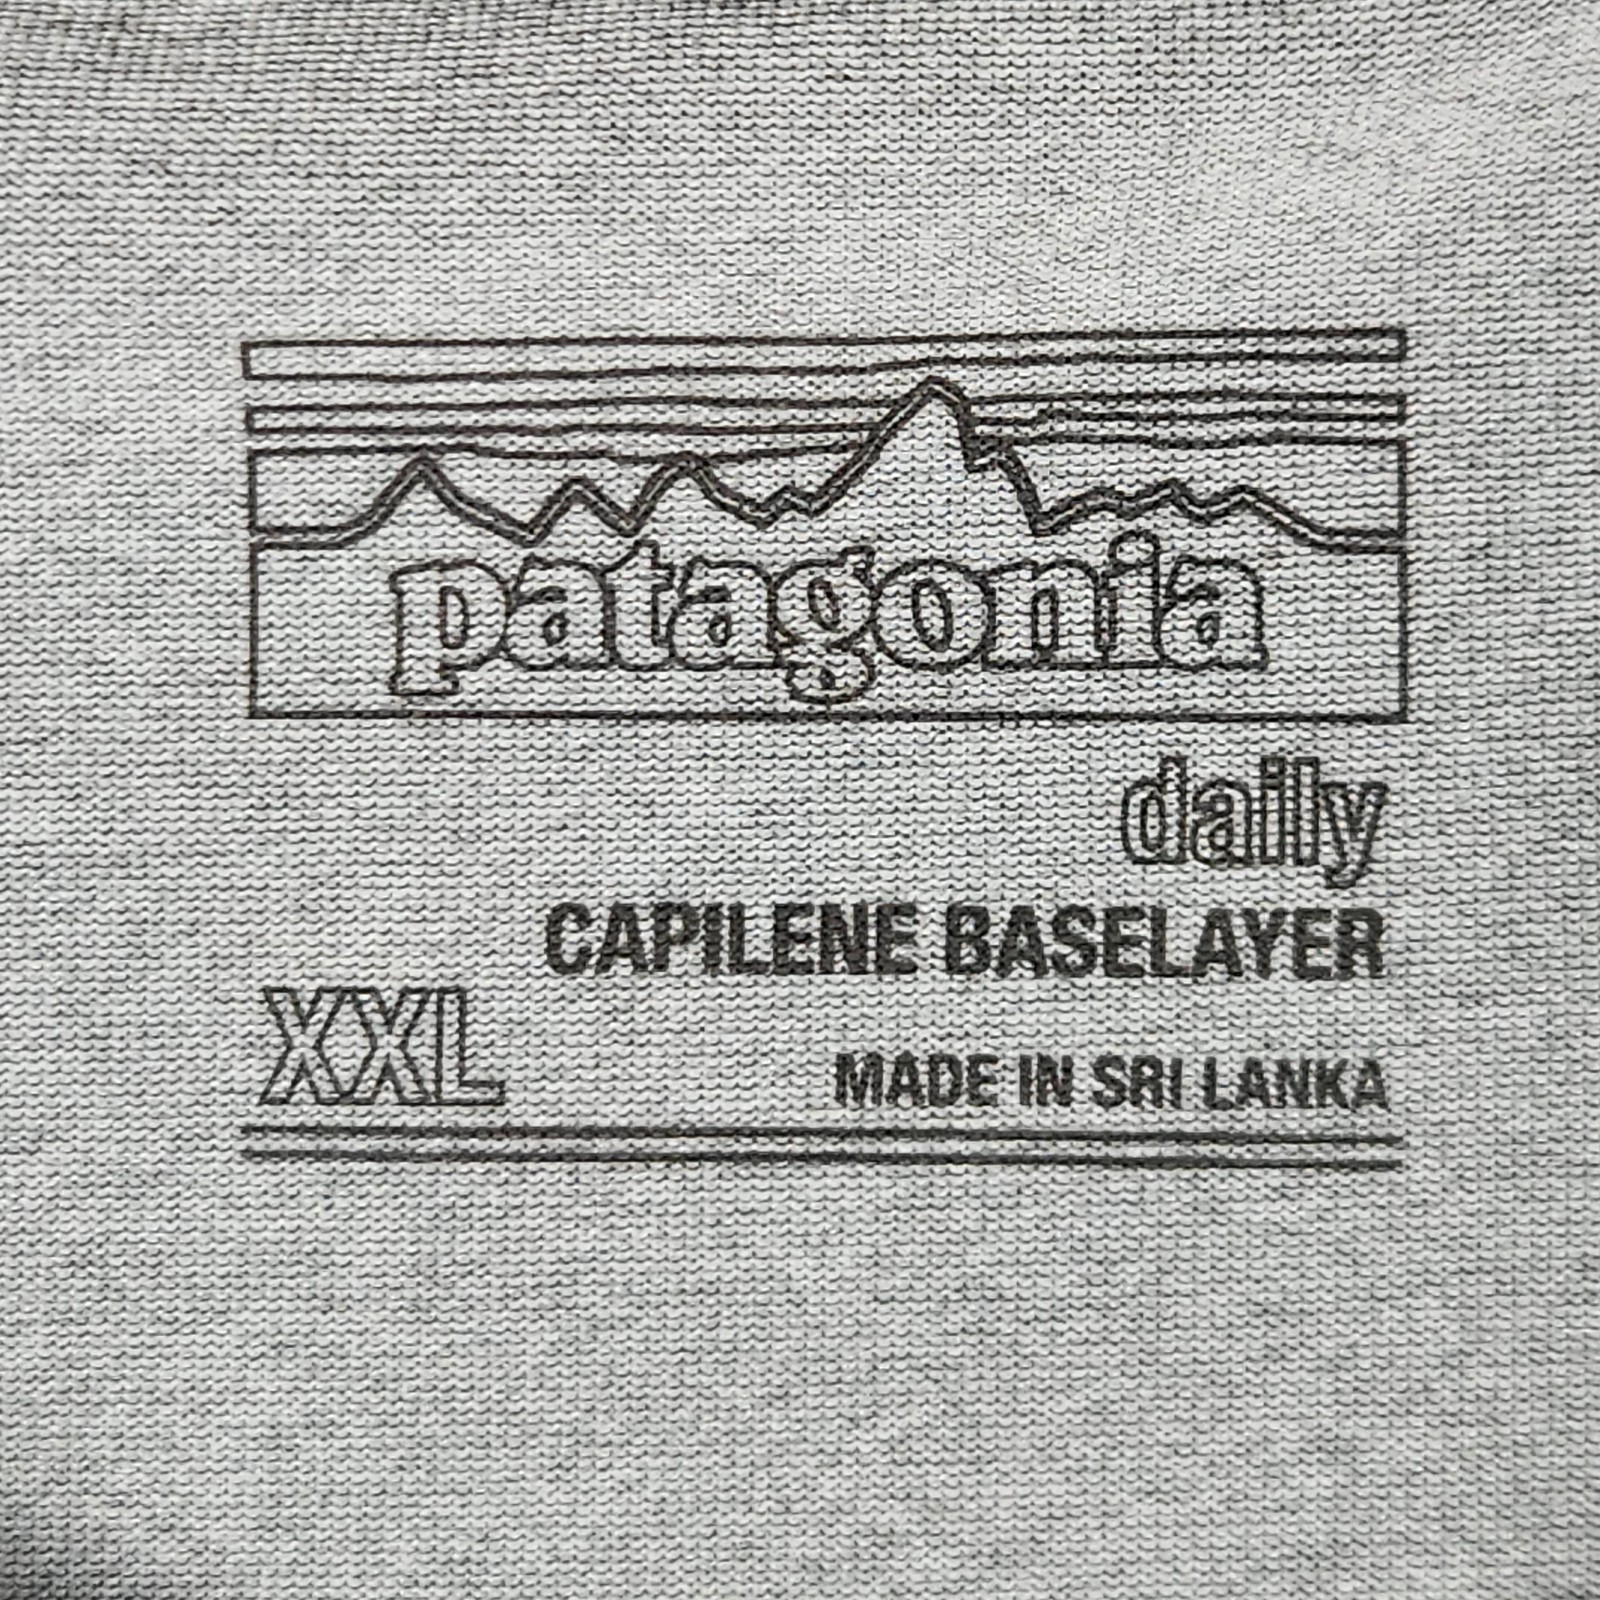 patagonia
daily
CAPILENE BASELAYER
XXL
MADE IN SRI LANKA